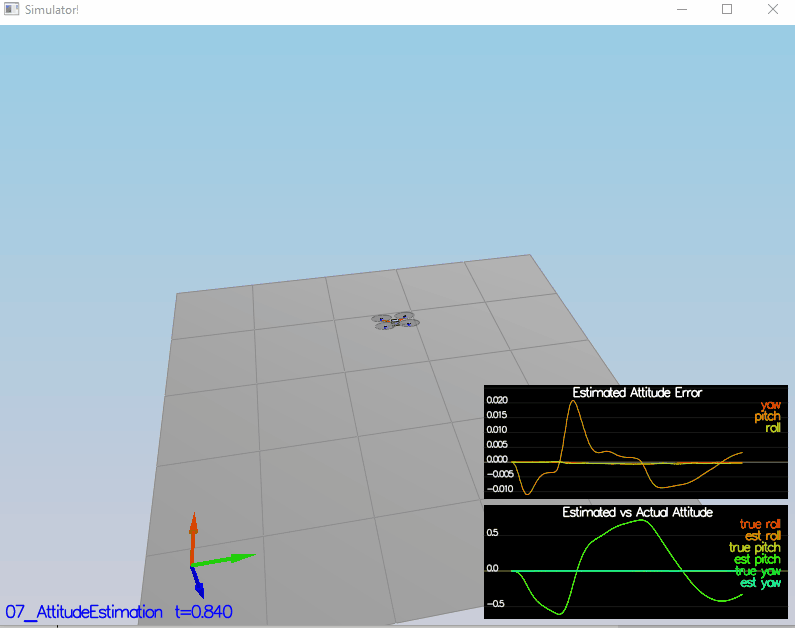 Simulator!
Estimated Attitude Error
0.020
0.015
0.010
0.005
0.000
-0.005
-0.010
yaw
pitch
roll
Estimated vs Actual Attitude
0.5
0.0
-0.5
true roll
est roll
true pitch
est pitch
true yaw
est yaw
07_AttitudeEstimation t=0.840